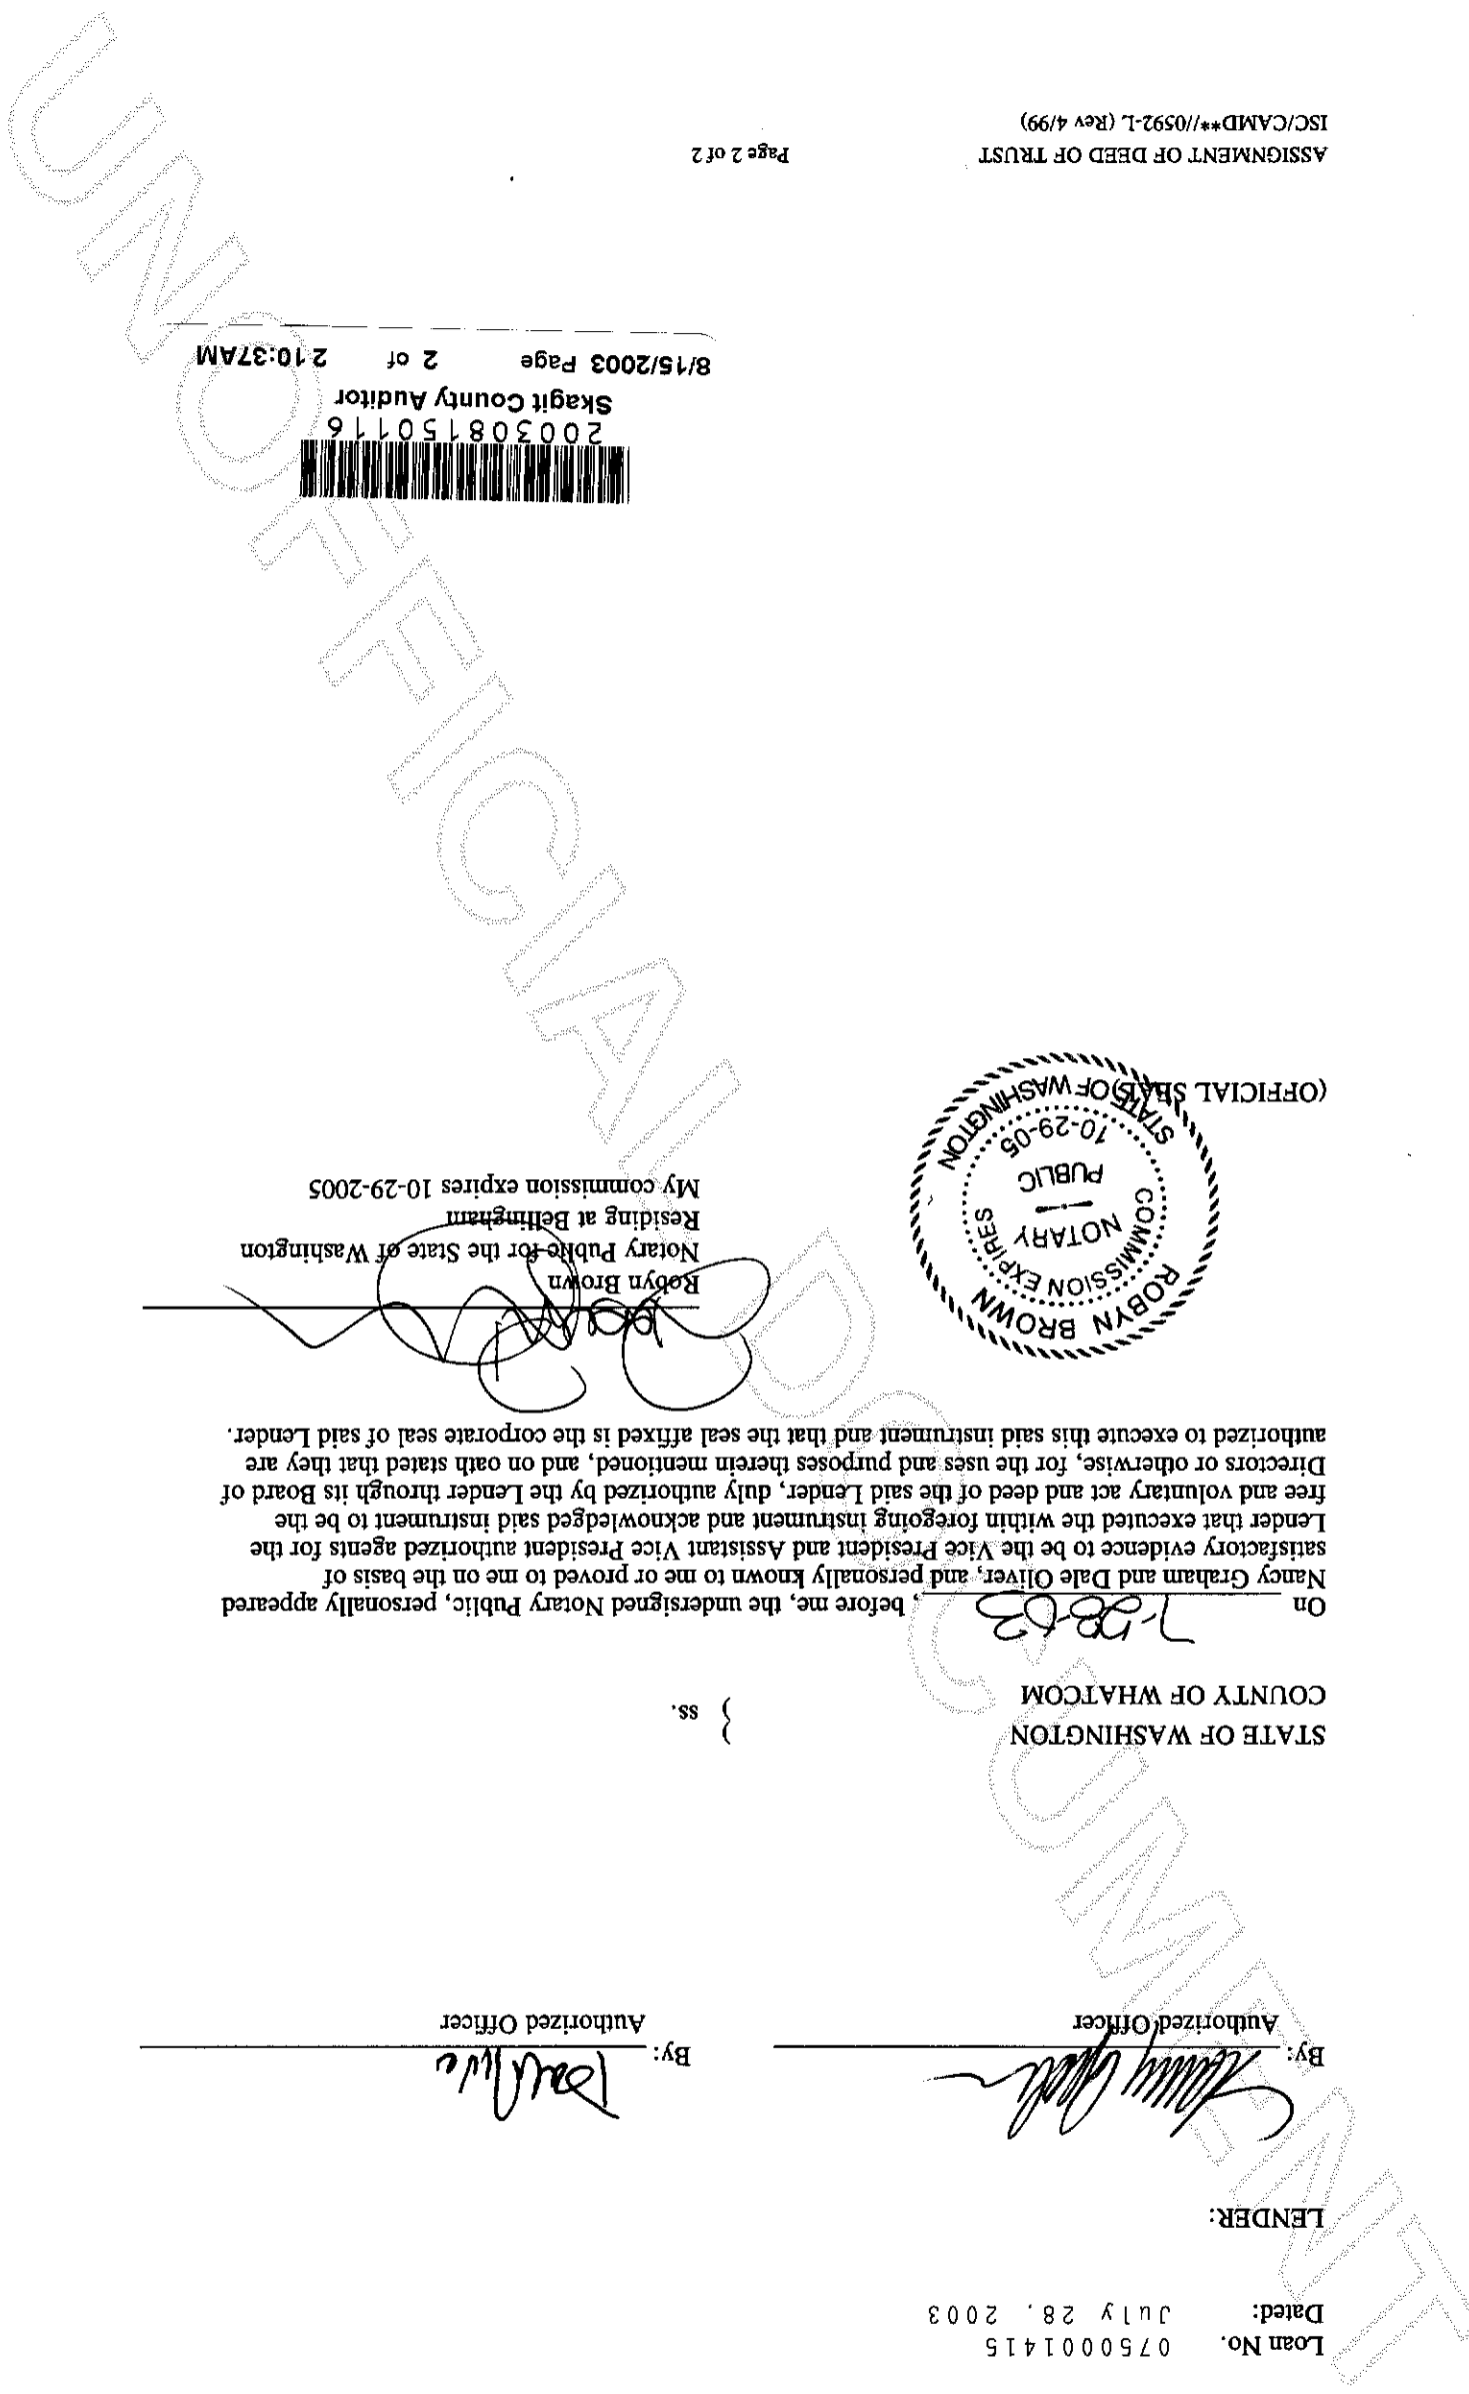 Loan No. 0750001415
Dated: July 28, 2003
LENDER:
By: By:
Authorized Officer Authorized Officer
STATE OF WASHINGTON
COUNTY OF WHATCOM } ss.
On 7-28-03, before me, the undersigned Notary Public, personally appeared
Nancy Graham and Dale Oliver, and personally known to me or proved to me on the basis of
satisfactory evidence to be the Vice President and Assistant Vice President authorized agents for the
Lender that executed the within foregoing instrument and acknowledged said instrument to be the
free and voluntary act and deed of the said Lender, duly authorized by the Lender through its Board of
Directors or otherwise, for the uses and purposes therein mentioned, and on oath stated that they are
authorized to execute this said instrument and that the seal affixed is the corporate seal of said Lender.
Robyn Brown
Notary Public for the State of Washington
Residing at Bellingham
My commission expires 10-29-2005
ROBYN BROWN
COMMISSION EXPIRES
NOTARY
PUBLIC
10-29-05
STATE OF WASHINGTON
(OFFICIAL SEAL)
200308150116
Skagit County Auditor
8/15/2003 Page 2 of 2 10:37AM
ASSIGNMENT OF DEED OF TRUST Page 2 of 2
ISC/CAMD**//0592-L (Rev 4/99)
UNOFFICIAL DOCUMENT